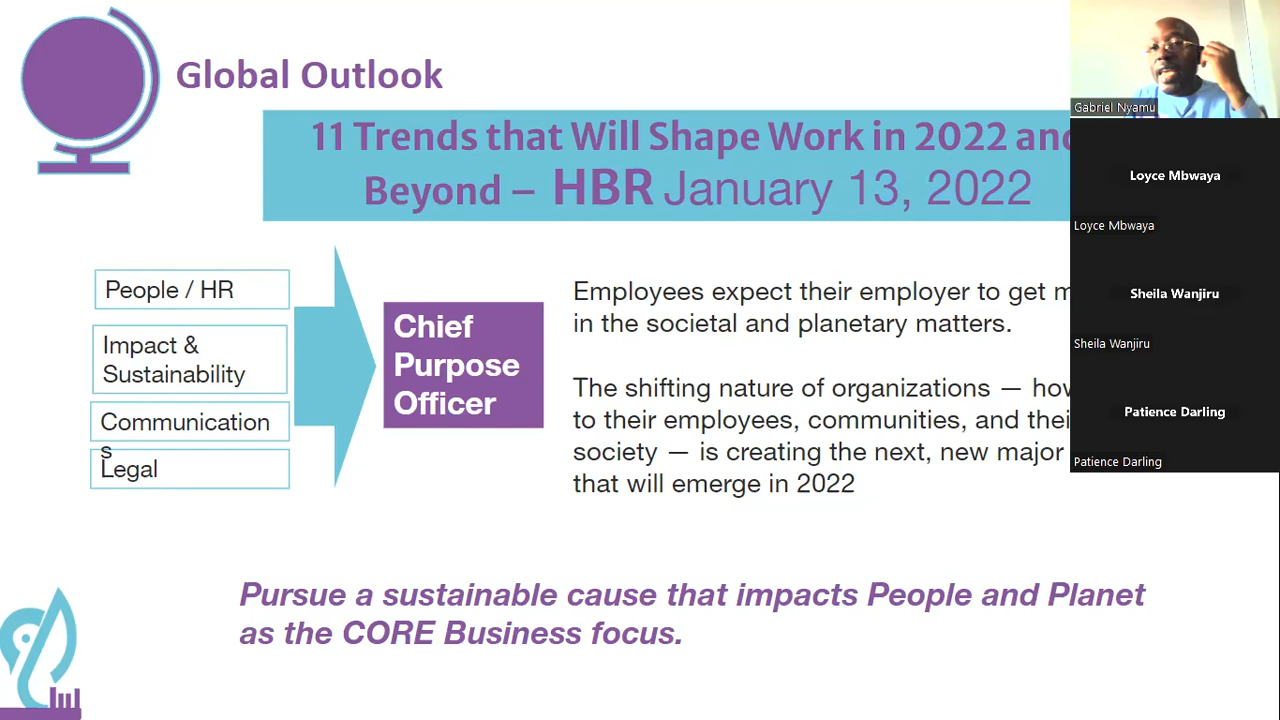 Global Outlook
11 Trends that Will Shape Work in 2022 and
Beyond – HBR January 13, 2022
People / HR
Impact &
Sustainability
Communication
s
Legal
Chief
Purpose
Officer
Employees expect their employer to get
in the societal and planetary matters.
The shifting nature of organizations — how
to their employees, communities, and
society — is creating the next, new major
that will emerge in 2022
Pursue a sustainable cause that impacts People and Planet
as the CORE Business focus.
Gabriel Nyamu
Loyce Mbwaya
Loyce Mbwaya
Sheila Wanjiru
Sheila Wanjiru
Patience Darling
Patience Darling